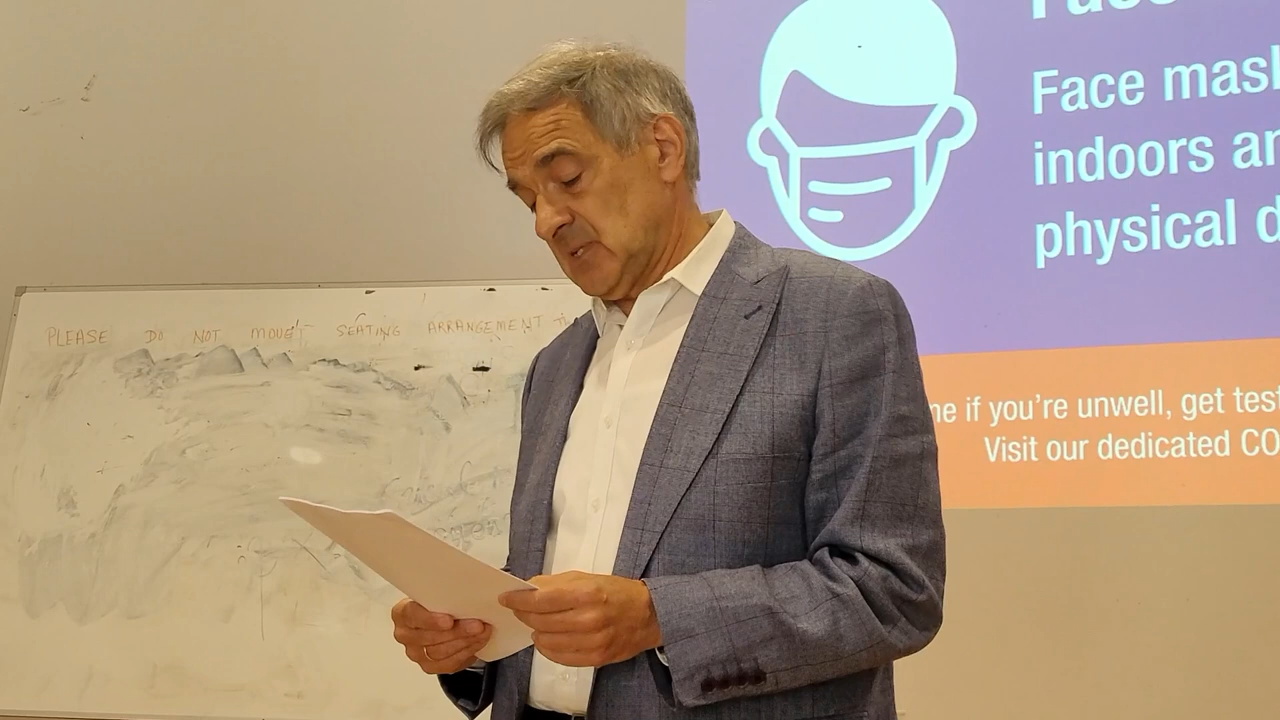 PLEASE DO NOT MOVE SEATING ARRANGEMENT
Face mask
indoors
physical d
ne if you're unwell, get test
Visit our dedicated CO